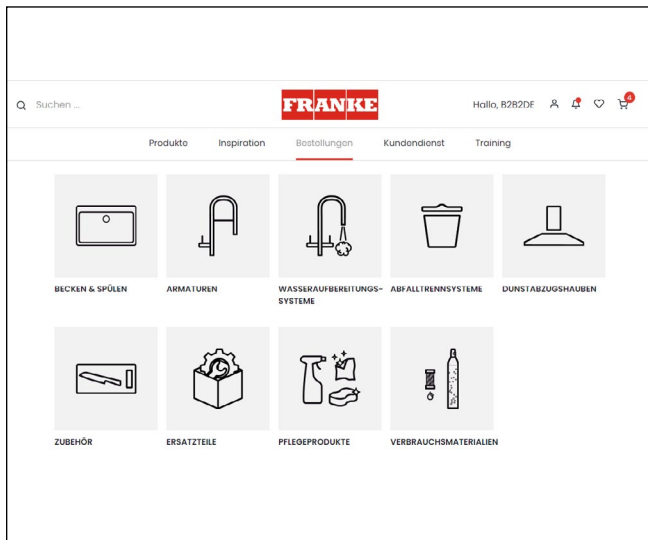 Suchen ...
FRANKE
Hallo, B2B2DE
4
Produkte Inspiration Bestellungen Kundendienst Training
BECKEN & SPÜLEN
ARMATUREN
WASSERAUFBEREITUNGS-
SYSTEME
ABFALLTRENNSYSTEME
DUNSTABZUGSHAUBEN
ZUBEHÖR
ERSATZTEILE
PFLEGEPRODUKTE
VERBRAUCHSMATERIALIEN